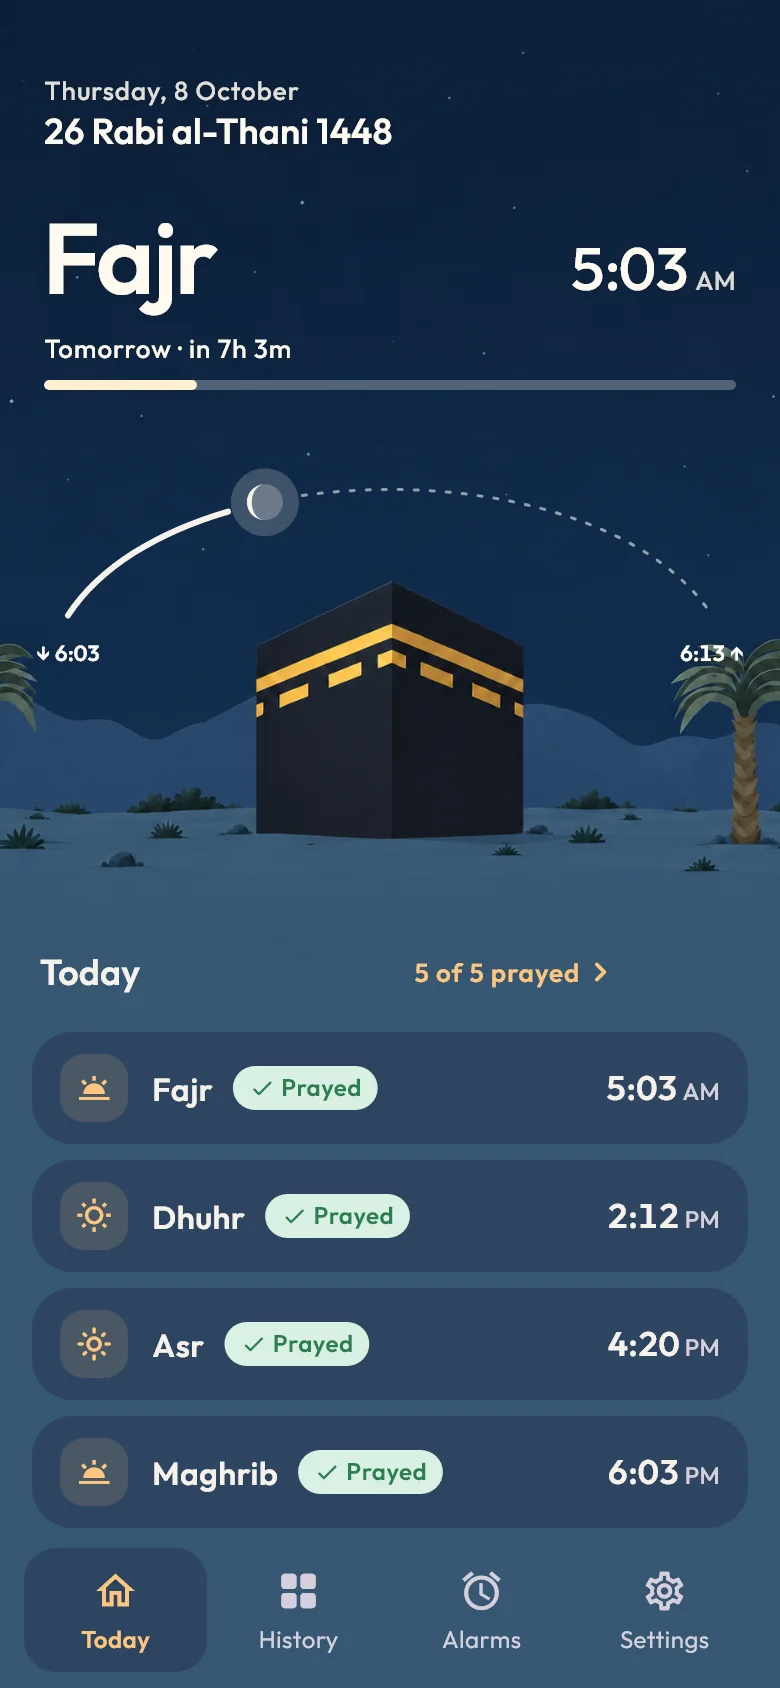 Thursday, 8 October
26 Rabi al-Thani 1448
Fajr
5:03 AM
Tomorrow · in 7h 3m
↓ 6:03
6:13 ↑
Today
5 of 5 prayed >
Fajr ✓ Prayed 5:03 AM
Dhuhr ✓ Prayed 2:12 PM
Asr ✓ Prayed 4:20 PM
Maghrib ✓ Prayed 6:03 PM
Today History Alarms Settings